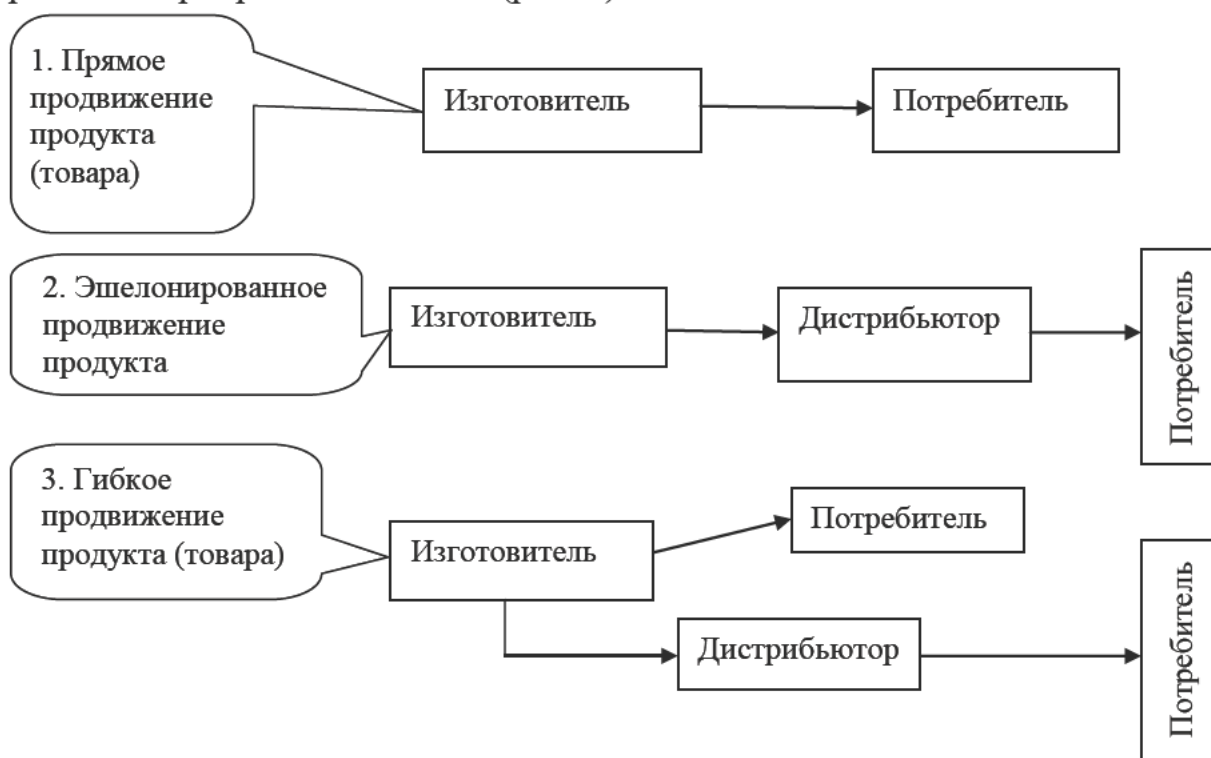 1. Прямое
продвижение
продукта
(товара)
Изготовитель
Потребитель
2. Эшелонированное
продвижение
продукта
Изготовитель
Дистрибьютор
Потребитель
3. Гибкое
продвижение
продукта (товара)
Изготовитель
Потребитель
Дистрибьютор
Потребитель